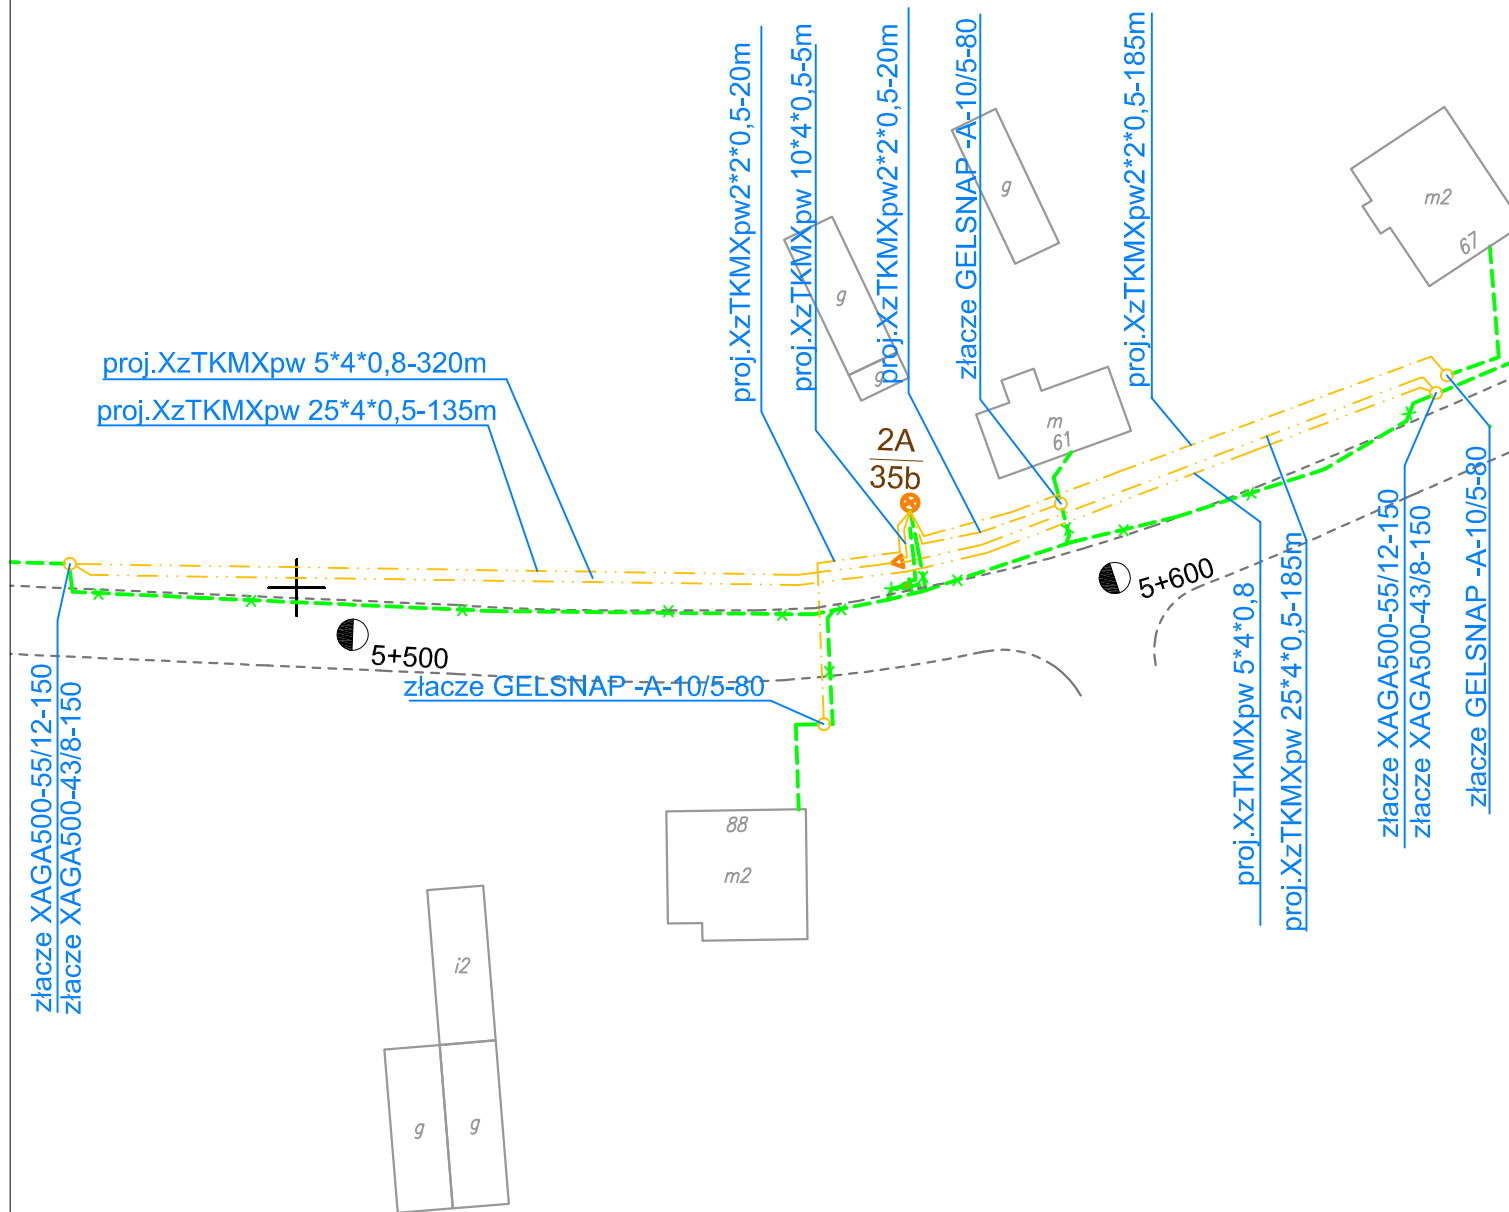 proj.XzTKMXpw2*2*0,5-20m
proj.XzTKMXpw 10*4*0,5-5m
proj.XzTKMXpw2*2*0,5-20m
złacze GELSNAP -A-10/5-80
proj.XzTKMXpw2*2*0,5-185m
g
g
g
m2
67
proj.XzTKMXpw 5*4*0,8-320m
proj.XzTKMXpw 25*4*0,5-135m
2A
35b
m
61
5+500
5+600
złacze GELSNAP -A-10/5-80
złacze XAGA500-55/12-150
złacze XAGA500-43/8-150
proj.XzTKMXpw 5*4*0,8
proj.XzTKMXpw 25*4*0,5-185m
złacze XAGA500-55/12-150
złacze XAGA500-43/8-150
złacze GELSNAP -A-10/5-80
88
m2
i2
g
g